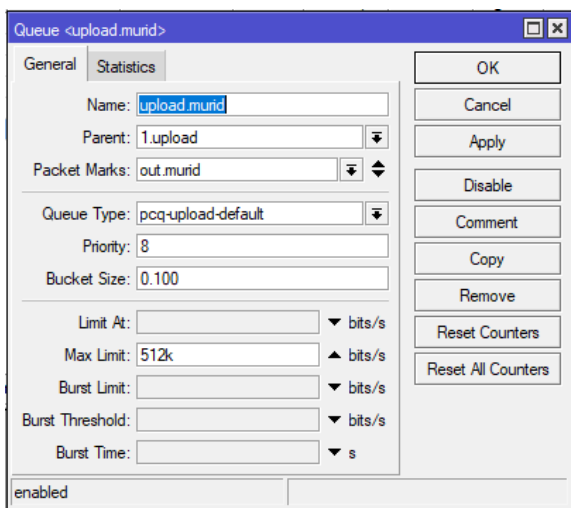 Queue <upload.murid>
General Statistics
Name: upload.murid
Parent: 1.upload
Packet Marks: out.murid
Queue Type: pcq-upload-default
Priority: 8
Bucket Size: 0.100
Limit At: bits/s
Max Limit: 512k bits/s
Burst Limit: bits/s
Burst Threshold: bits/s
Burst Time: s
enabled
OK
Cancel
Apply
Disable
Comment
Copy
Remove
Reset Counters
Reset All Counters